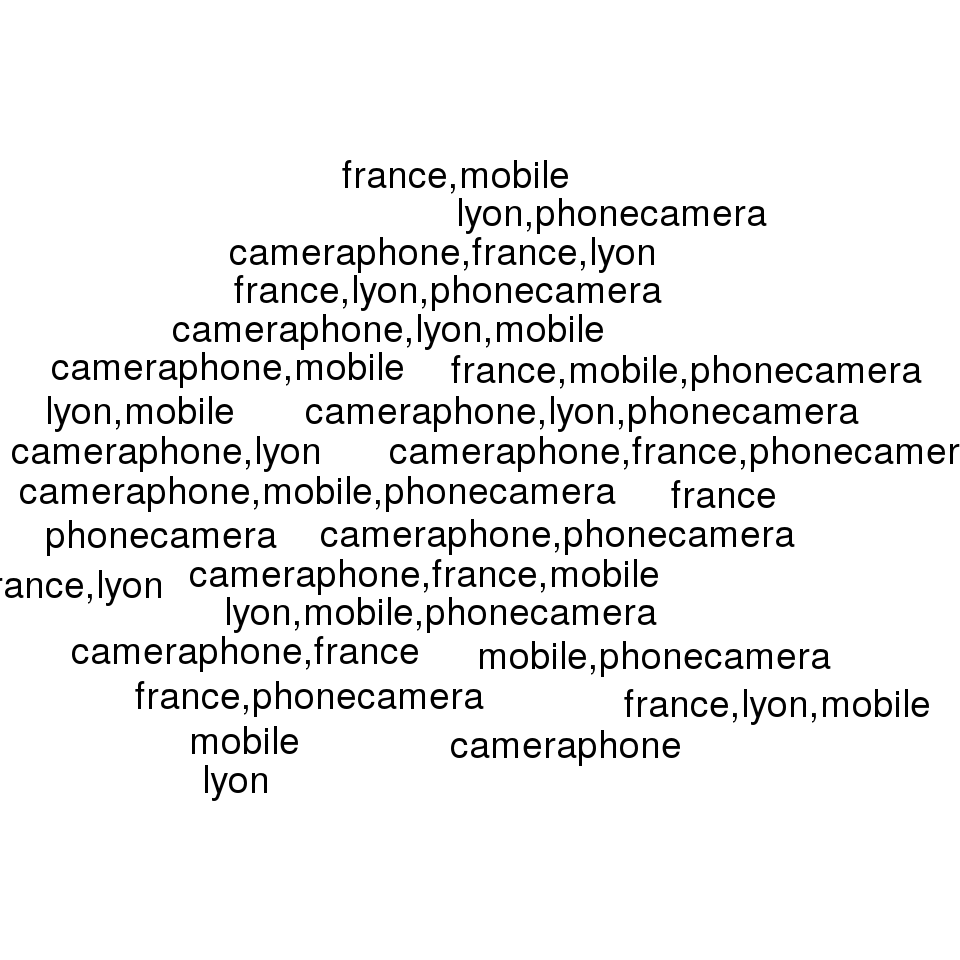 france,mobile
lyon,phonecamera
cameraphone,france,lyon
france,lyon,phonecamera
cameraphone,lyon,mobile
cameraphone,mobile
france,mobile,phonecamera
lyon,mobile
cameraphone,lyon,phonecamera
cameraphone,lyon
cameraphone,france,phonecamer
cameraphone,mobile,phonecamera
france
phonecamera
cameraphone,phonecamera
rance,lyon
cameraphone,france,mobile
lyon,mobile,phonecamera
cameraphone,france
mobile,phonecamera
france,phonecamera
france,lyon,mobile
mobile
cameraphone
lyon